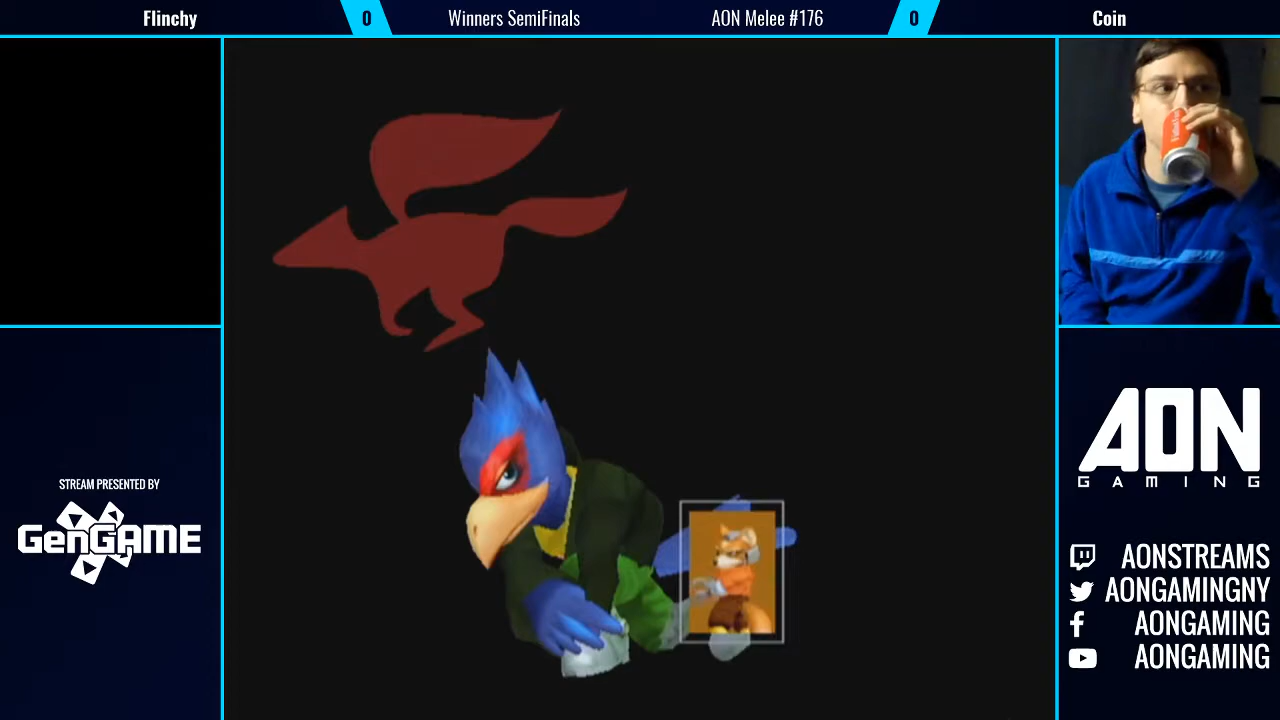 Flinchy 0 Winners SemiFinals AON Melee #176 0 Coin
STREAM PRESENTED BY
GenGAME
AON
GAMING
AONSTREAMS
AONGAMINGNY
AONGAMING
AONGAMING